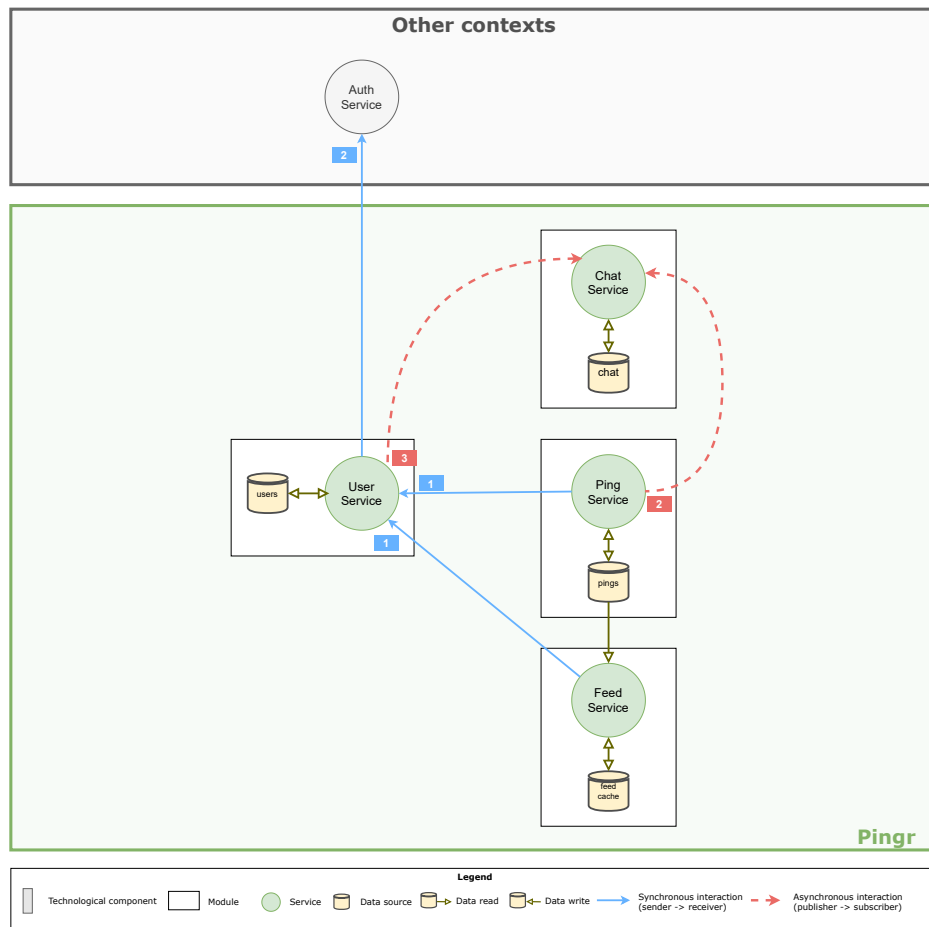 Other contexts
Auth
Service
2
Chat
Service
chat
3
users
User
Service
1
Ping
Service
2
1
pings
Feed
Service
feed
cache
Pingr
Legend
Technological component
Module
Service
Data source
Data read
Data write
Synchronous interaction
(sender -> receiver)
Asynchronous interaction
(publisher -> subscriber)